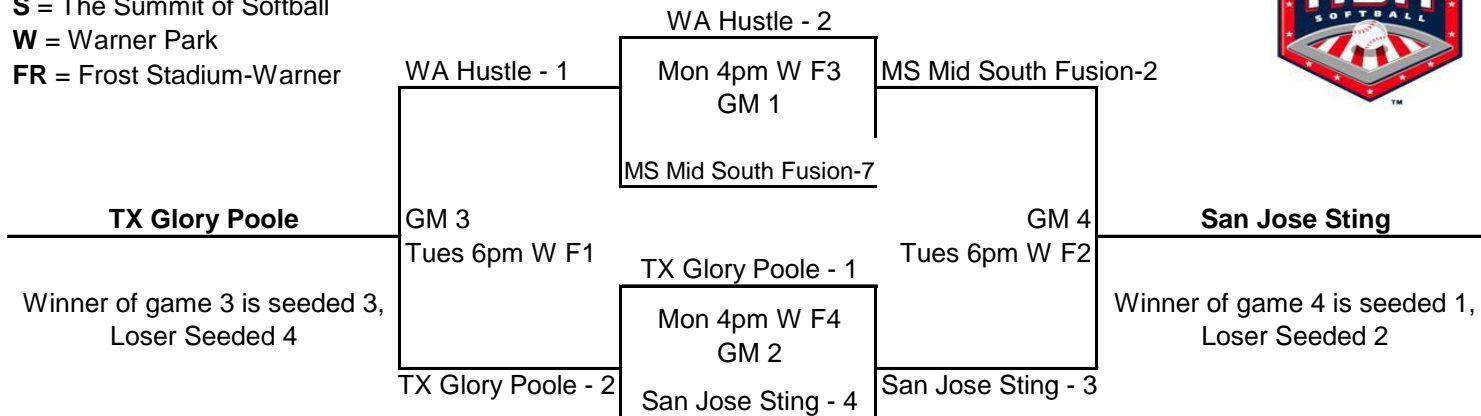 S = The Summit of Softball
W = Warner Park
FR = Frost Stadium-Warner
WA Hustle - 2
WA Hustle - 1
Mon 4pm W F3
GM 1
MS Mid South Fusion-2
MS Mid South Fusion-7
TX Glory Poole
GM 3
Tues 6pm W F1
GM 4
Tues 6pm W F2
San Jose Sting
TX Glory Poole - 1
Winner of game 3 is seeded 3,
Loser Seeded 4
Mon 4pm W F4
GM 2
Winner of game 4 is seeded 1,
Loser Seeded 2
TX Glory Poole - 2
San Jose Sting - 4
San Jose Sting - 3
SOFTBALL
TM